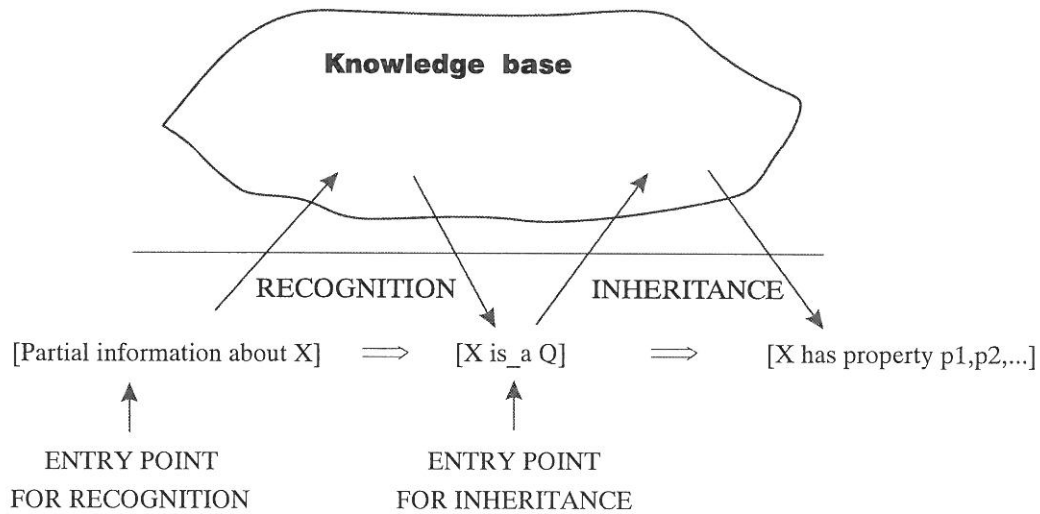 Knowledge base
RECOGNITION INHERITANCE
[Partial information about X] ⇒ [X is_a Q] ⇒ [X has property p1,p2,...]
ENTRY POINT ENTRY POINT
FOR RECOGNITION FOR INHERITANCE